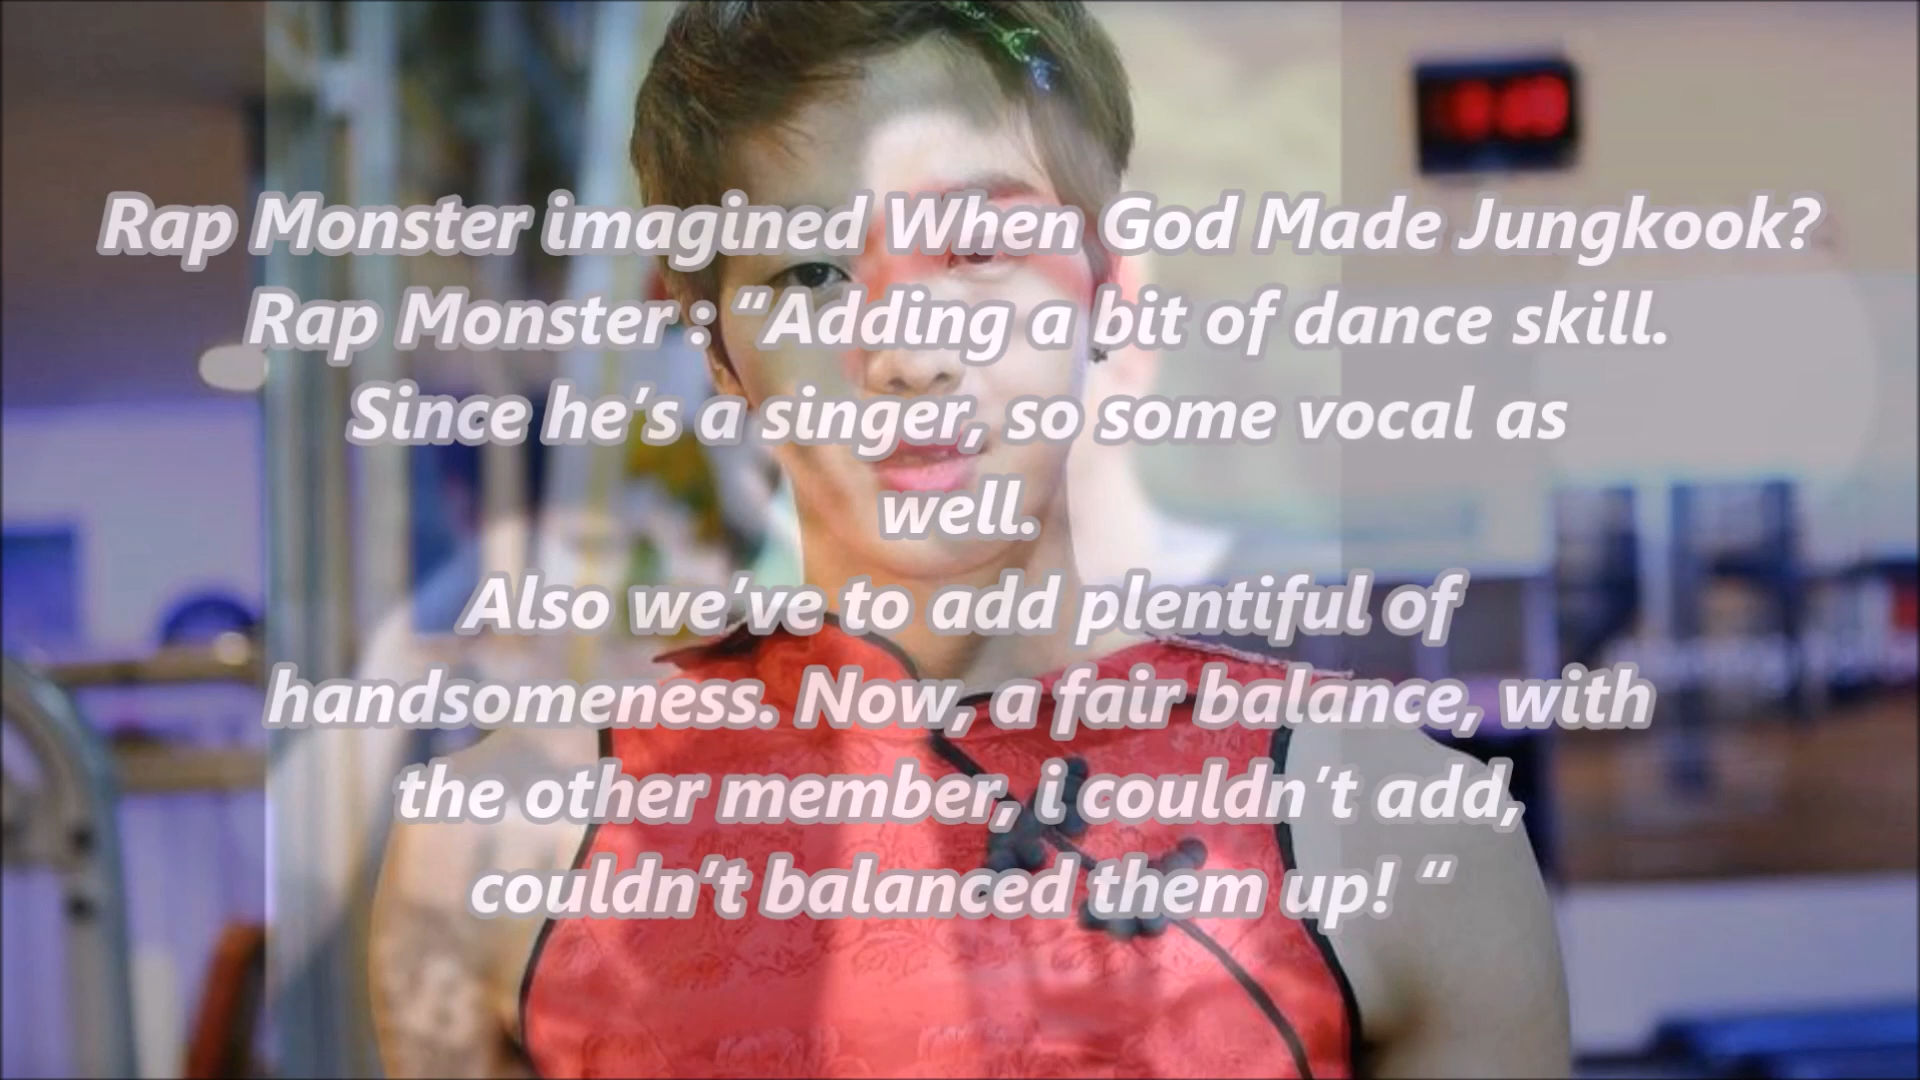 Rap Monster imagined When God Made Jungkook?
Rap Monster : “Adding a bit of dance skill.
Since he’s a singer, so some vocal as
well.
Also we’ve to add plentiful of
handsomeness. Now, a fair balance, with
the other member, i couldn’t add,
couldn’t balanced them up! “